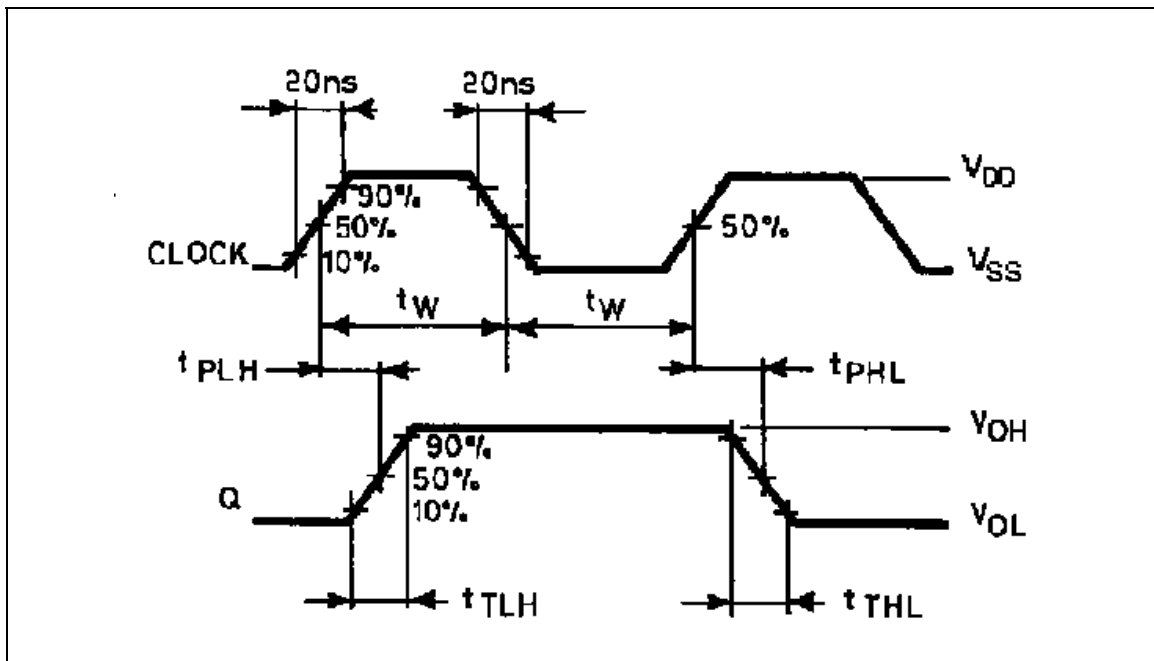 20ns 20ns
VDD
90%
50% 50%
CLOCK 10% VSS
tW tW
tPLH tPHL
VOH
90%
50%
Q 10% VOL
tTLH tTHL